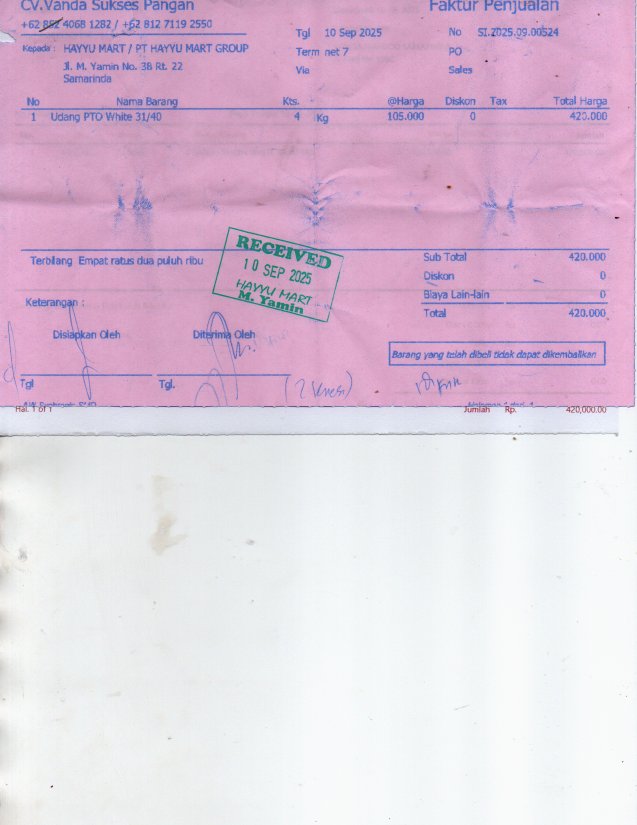 CV.Vanda Sukses Pangan
Faktur Penjualan
+62 852 4068 1282 / +62 812 7119 2550
Kepada : HAYYU MART / PT HAYYU MART GROUP
Jl. M. Yamin No. 38 Rt. 22
Samarinda
Tgl 10 Sep 2025
Term net 7
Via
No SI.2025.09.00524
PO
Sales
No Nama Barang Kts. @Harga Diskon Tax Total Harga
1 Udang PTO White 31/40 4 Kg 105.000 0 420.000
Terbilang Empat ratus dua puluh ribu
RECEIVED
10 SEP 2025
HAYYU MART
M. Yamin
Sub Total 420.000
Diskon 0
Biaya Lain-lain 0
Total 420.000
Keterangan :
Disiapkan Oleh
Diterima Oleh
Barang yang telah dibeli tidak dapat dikembalikan
Tgl
Tgl.
Hal. 1 of 1
Jumlah Rp. 420,000.00